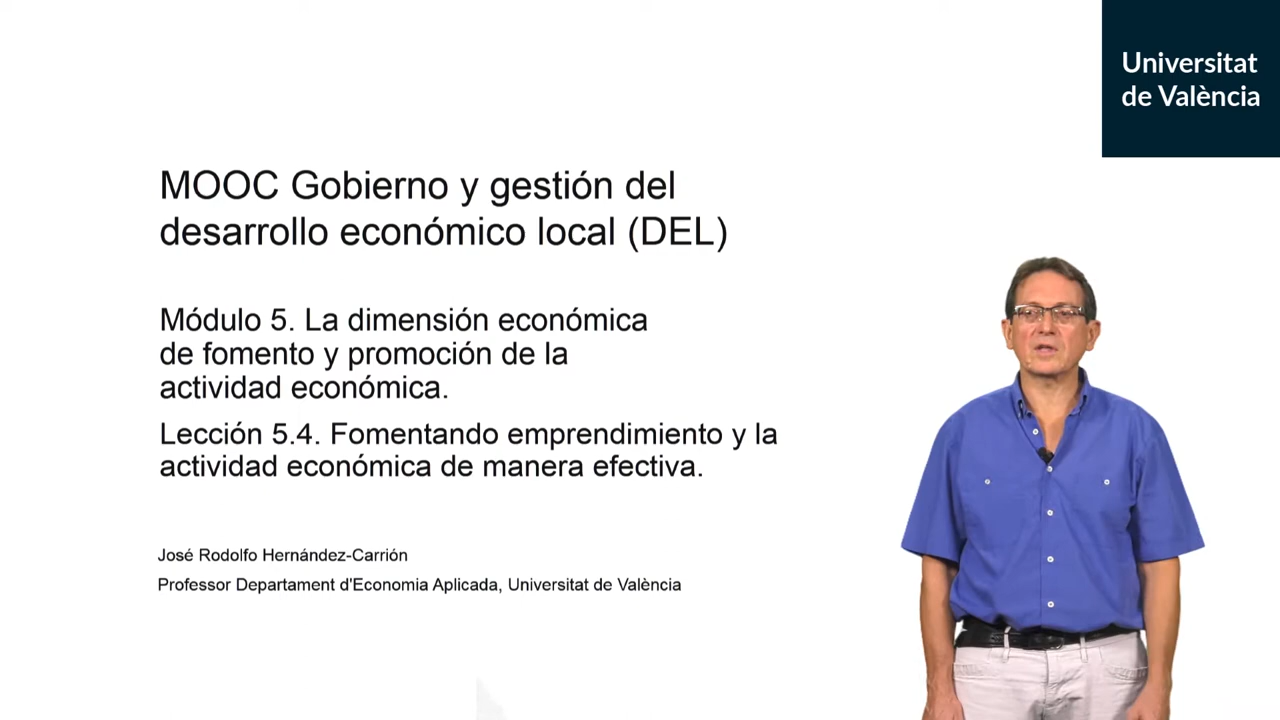 Universitat
de València
MOOC Gobierno y gestión del
desarrollo económico local (DEL)
Módulo 5. La dimensión económica
de fomento y promoción de la
actividad económica.
Lección 5.4. Fomentando emprendimiento y la
actividad económica de manera efectiva.
José Rodolfo Hernández-Carrión
Professor Departament d'Economia Aplicada, Universitat de València